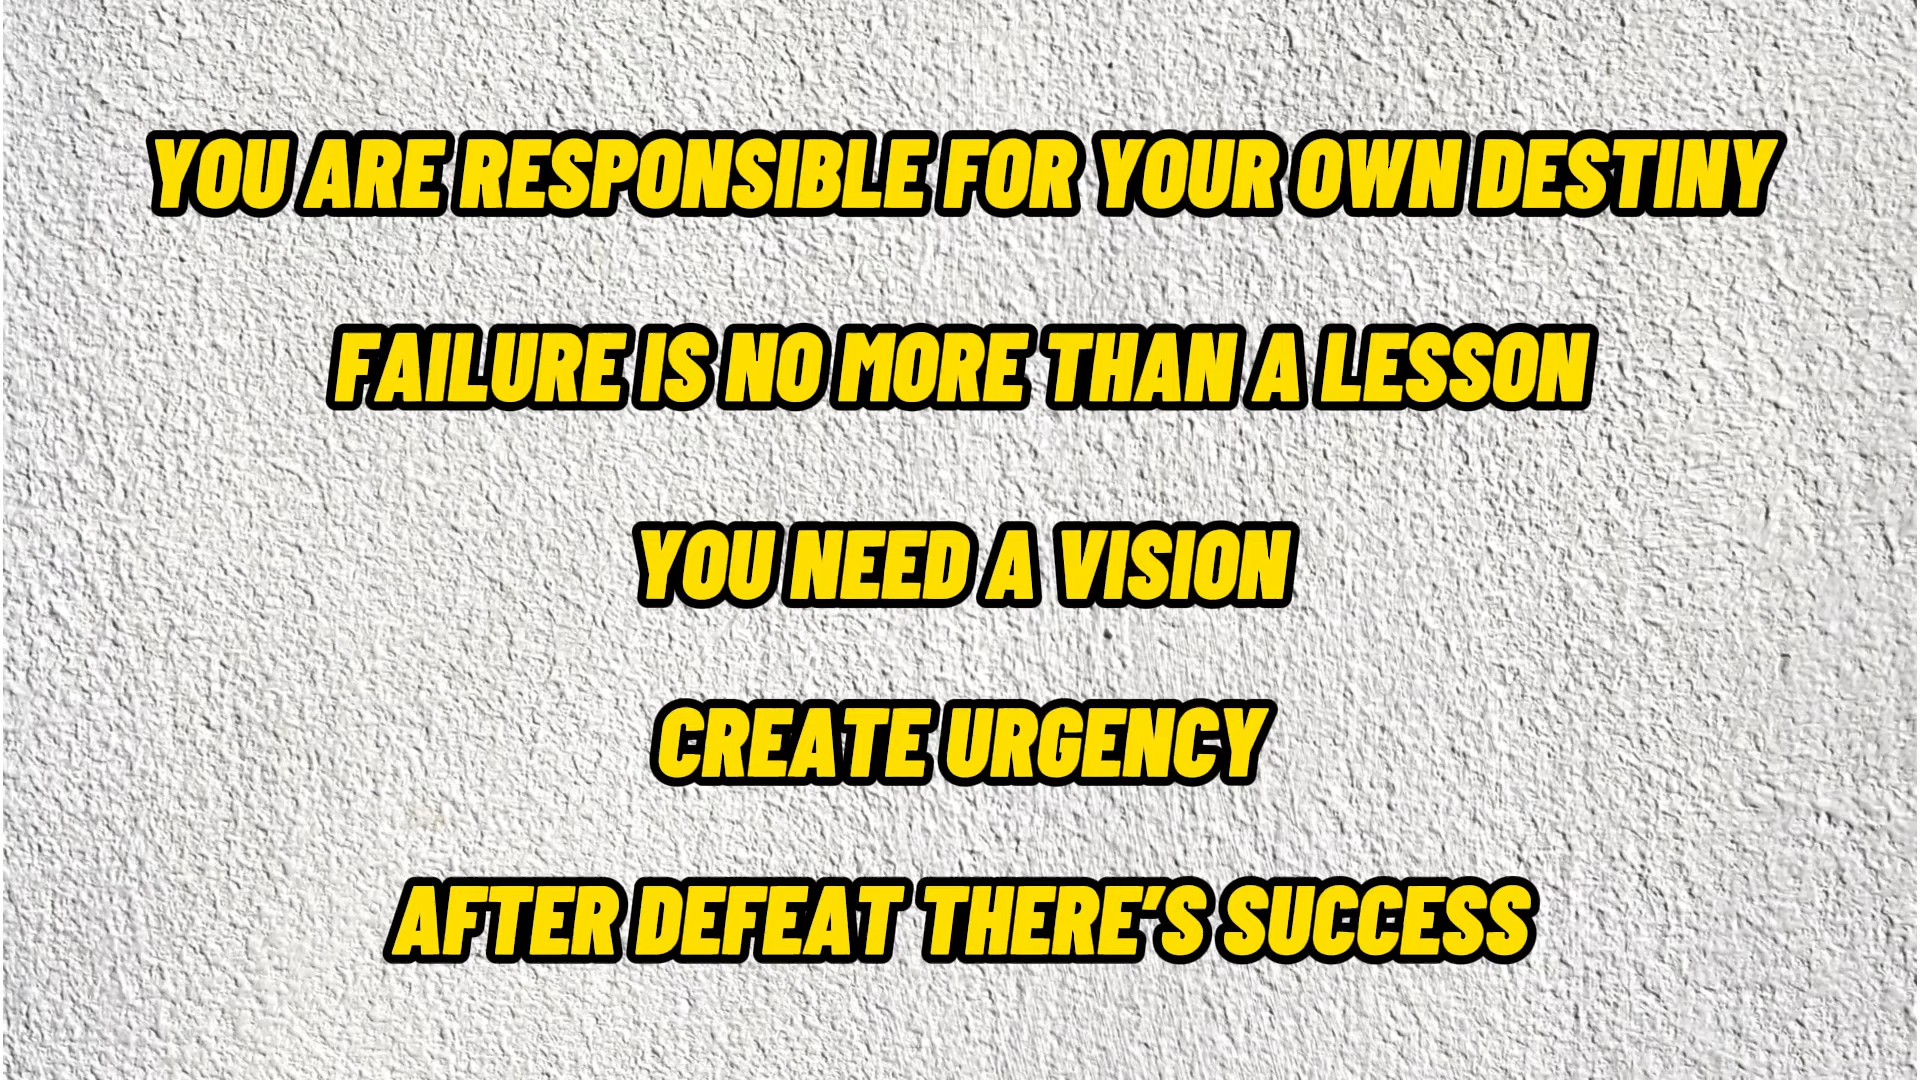 YOU ARE RESPONSIBLE FOR YOUR OWN DESTINY
FAILURE IS NO MORE THAN A LESSON
YOU NEED A VISION
CREATE URGENCY
AFTER DEFEAT THERE'S SUCCESS